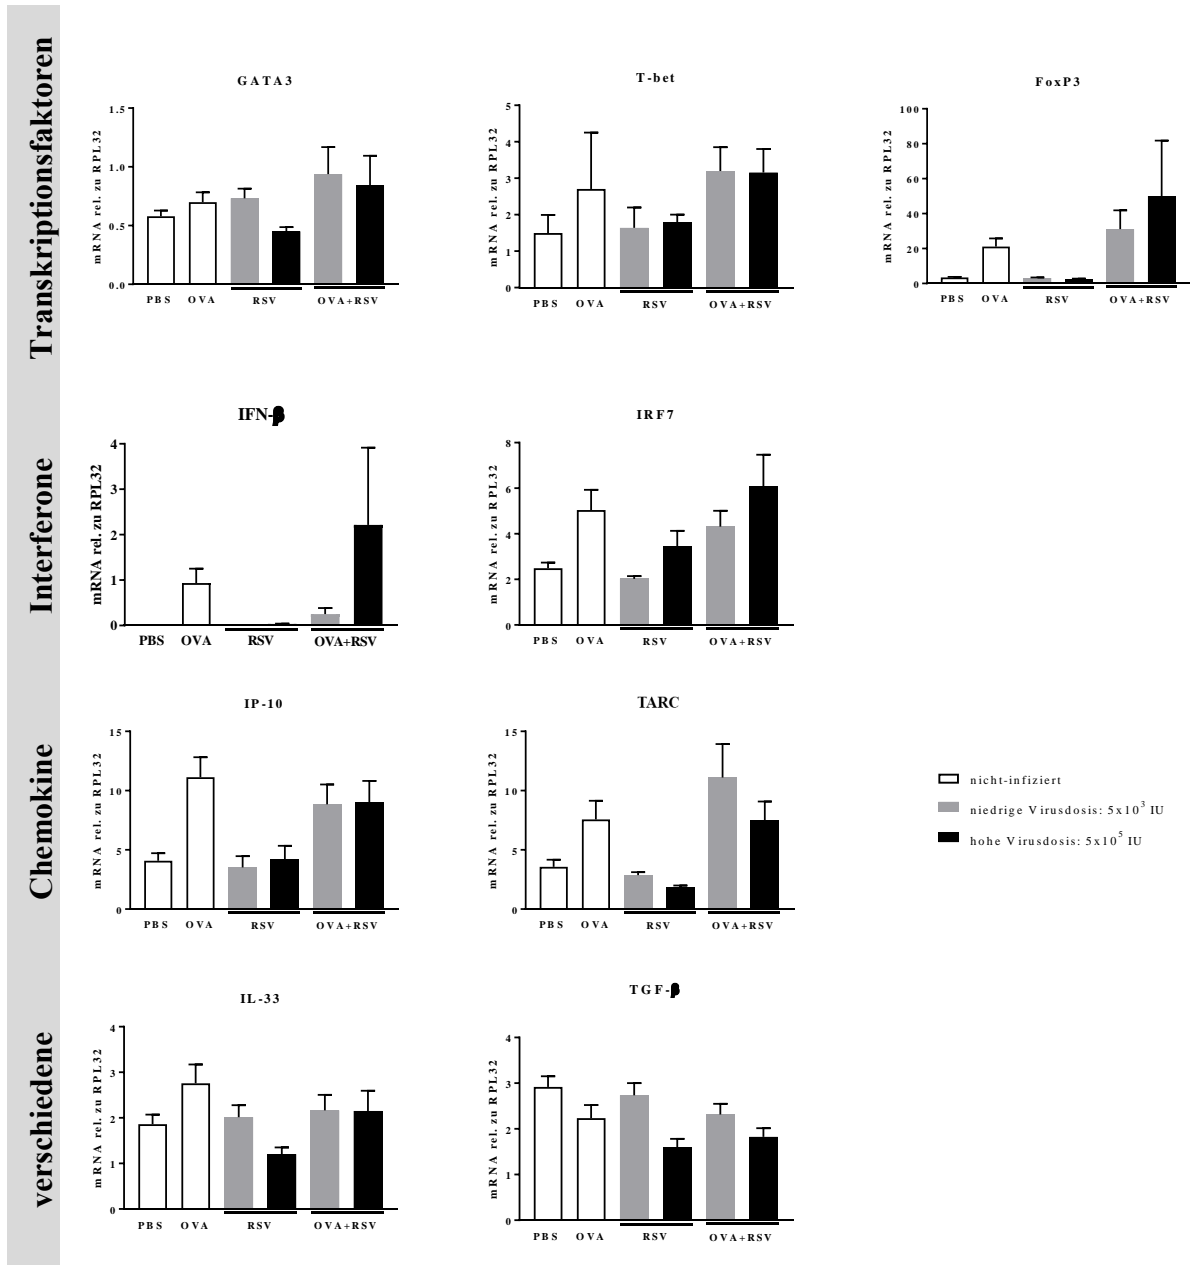 Transkriptionsfaktoren
GATA3
mRNA rel. zu RPL32
1.5
1.0
0.5
0.0
PBS OVA RSV OVA+RSV
T-bet
mRNA rel. zu RPL32
5
4
3
2
1
0
PBS OVA RSV OVA+RSV
FoxP3
mRNA rel. zu RPL32
100
80
60
40
20
0
PBS OVA RSV OVA+RSV
Interferone
IFN-β
mRNA rel. zu RPL32
4
3
2
1
0
PBS OVA RSV OVA+RSV
IRF7
mRNA rel. zu RPL32
8
6
4
2
0
PBS OVA RSV OVA+RSV
Chemokine
IP-10
mRNA rel. zu RPL32
15
10
5
0
PBS OVA RSV OVA+RSV
TARC
mRNA rel. zu RPL32
15
10
5
0
PBS OVA RSV OVA+RSV
nicht-infiziert
niedrige Virusdosis: 5x10³ IU
hohe Virusdosis: 5x10⁵ IU
verschiedene
IL-33
mRNA rel. zu RPL32
4
3
2
1
0
PBS OVA RSV OVA+RSV
TGF-β
mRNA rel. zu RPL32
4
3
2
1
0
PBS OVA RSV OVA+RSV